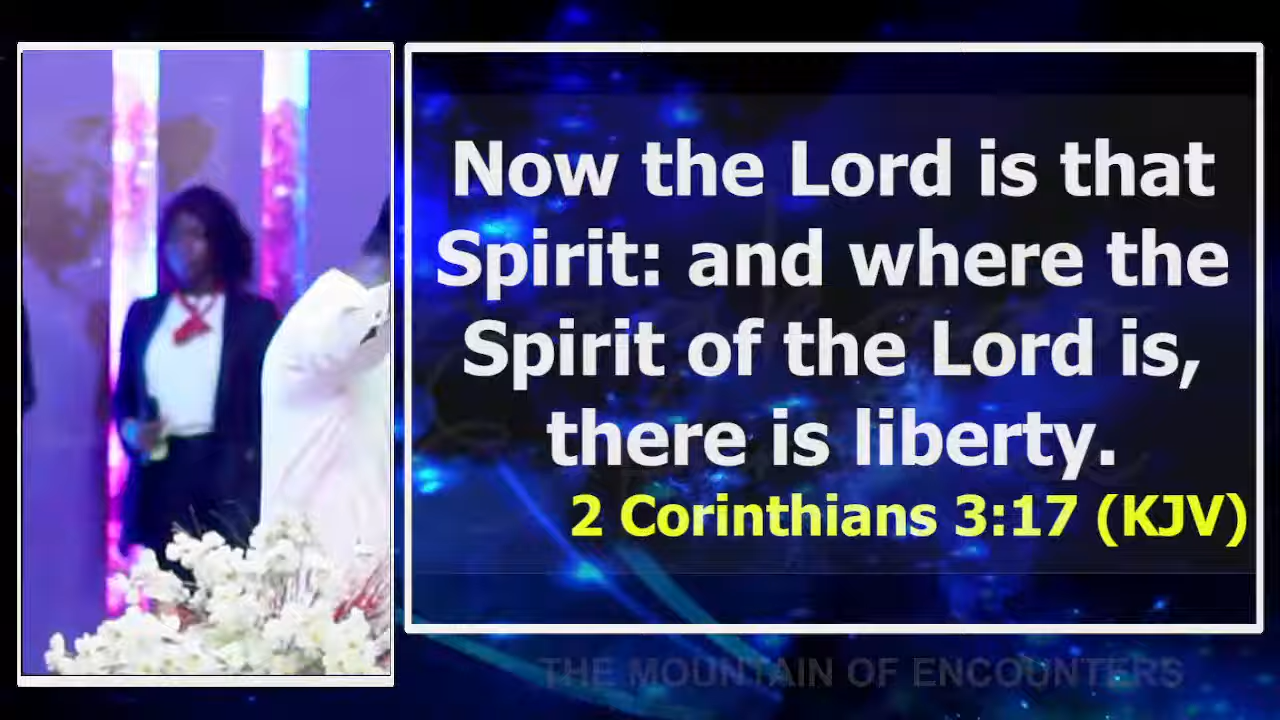 Now the Lord is that
Spirit: and where the
Spirit of the Lord is,
there is liberty.
2 Corinthians 3:17 (KJV)
THE MOUNTAIN OF ENCOUNTERS